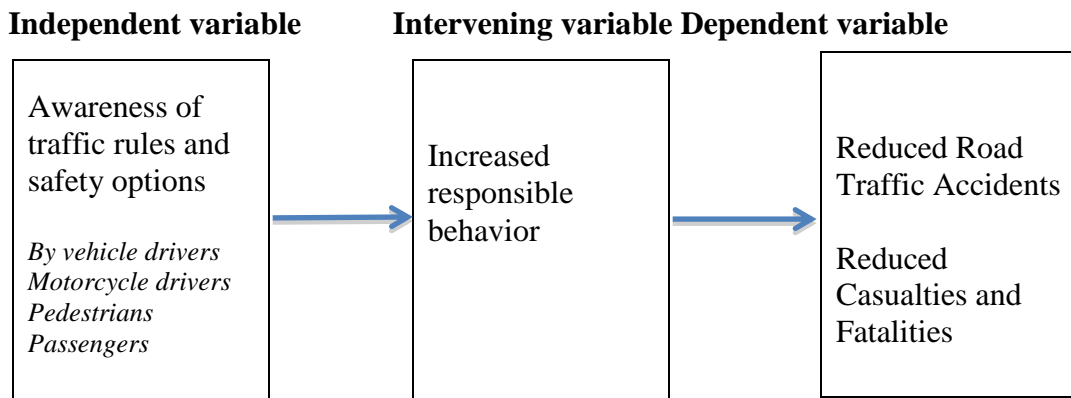 Independent variable
Intervening variable Dependent variable
Awareness of
traffic rules and
safety options
By vehicle drivers
Motorcycle drivers
Pedestrians
Passengers
Increased
responsible
behavior
Reduced Road
Traffic Accidents
Reduced
Casualties and
Fatalities